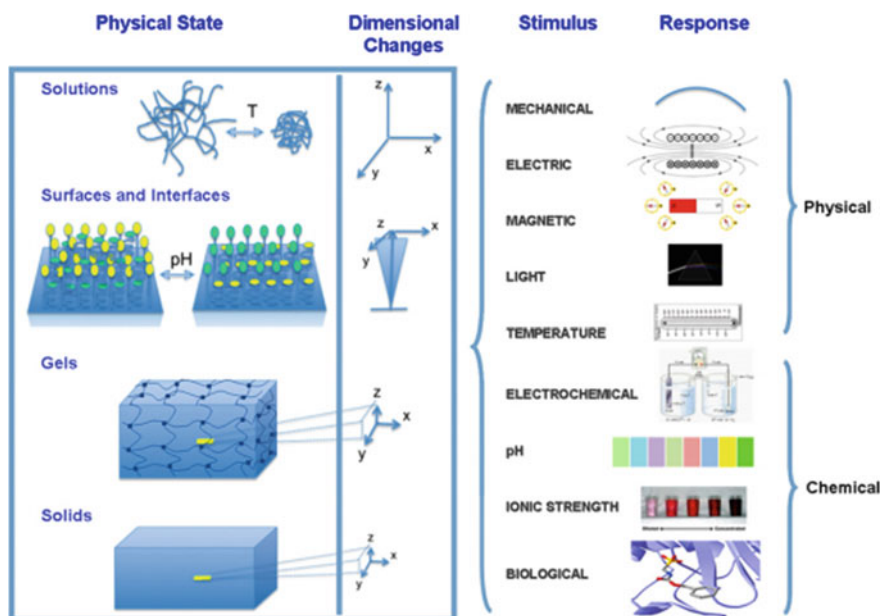 Physical State
Dimensional
Changes
Stimulus
Response
Solutions
T
z
x
y
Surfaces and Interfaces
pH
x
y
z
Gels
z
x
y
Solids
z
x
y
MECHANICAL
ELECTRIC
MAGNETIC
LIGHT
TEMPERATURE
Physical
ELECTROCHEMICAL
pH
IONIC STRENGTH
BIOLOGICAL
Chemical